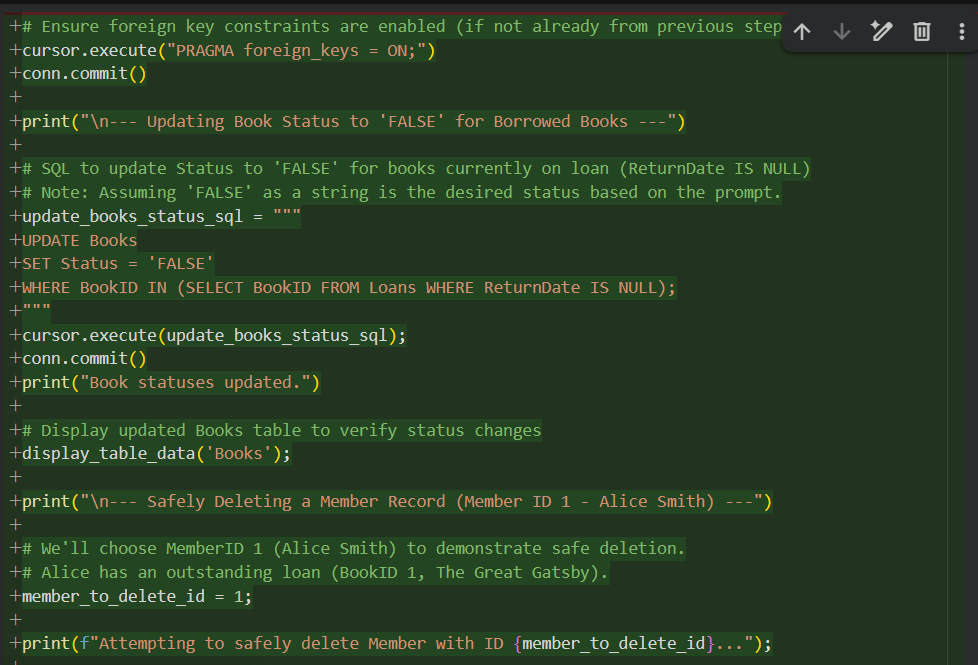 +# Ensure foreign key constraints are enabled (if not already from previous step
+cursor.execute("PRAGMA foreign_keys = ON;")
+conn.commit()
+
+print("\n--- Updating Book Status to 'FALSE' for Borrowed Books ---")
+
+# SQL to update Status to 'FALSE' for books currently on loan (ReturnDate IS NULL)
+# Note: Assuming 'FALSE' as a string is the desired status based on the prompt.
+update_books_status_sql = """
+UPDATE Books
+SET Status = 'FALSE'
+WHERE BookID IN (SELECT BookID FROM Loans WHERE ReturnDate IS NULL);
+"""
+cursor.execute(update_books_status_sql);
+conn.commit()
+print("Book statuses updated.")
+
+# Display updated Books table to verify status changes
+display_table_data('Books');
+
+print("\n--- Safely Deleting a Member Record (Member ID 1 - Alice Smith) ---")
+
+# We'll choose MemberID 1 (Alice Smith) to demonstrate safe deletion.
+# Alice has an outstanding loan (BookID 1, The Great Gatsby).
+member_to_delete_id = 1;
+
+print(f"Attempting to safely delete Member with ID {member_to_delete_id}...");
+